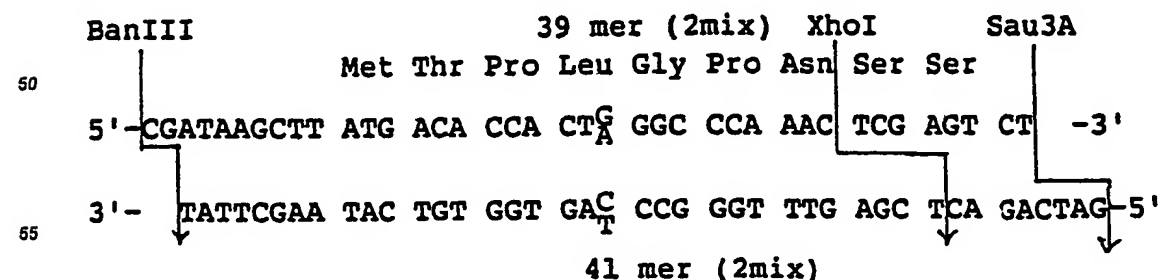 BanIII 39 mer (2mix) XhoI Sau3A
50 Met Thr Pro Leu Gly Pro Asn Ser Ser
5'-CGATAAGCTT ATG ACA CCA CTG/A GGC CCA AAC TCG AGT CT -3'
3'- TATTCGAA TAC TGT GGT GAC/T CCG GGT TTG AGC TCA GACTAG-5'
55
41 mer (2mix)